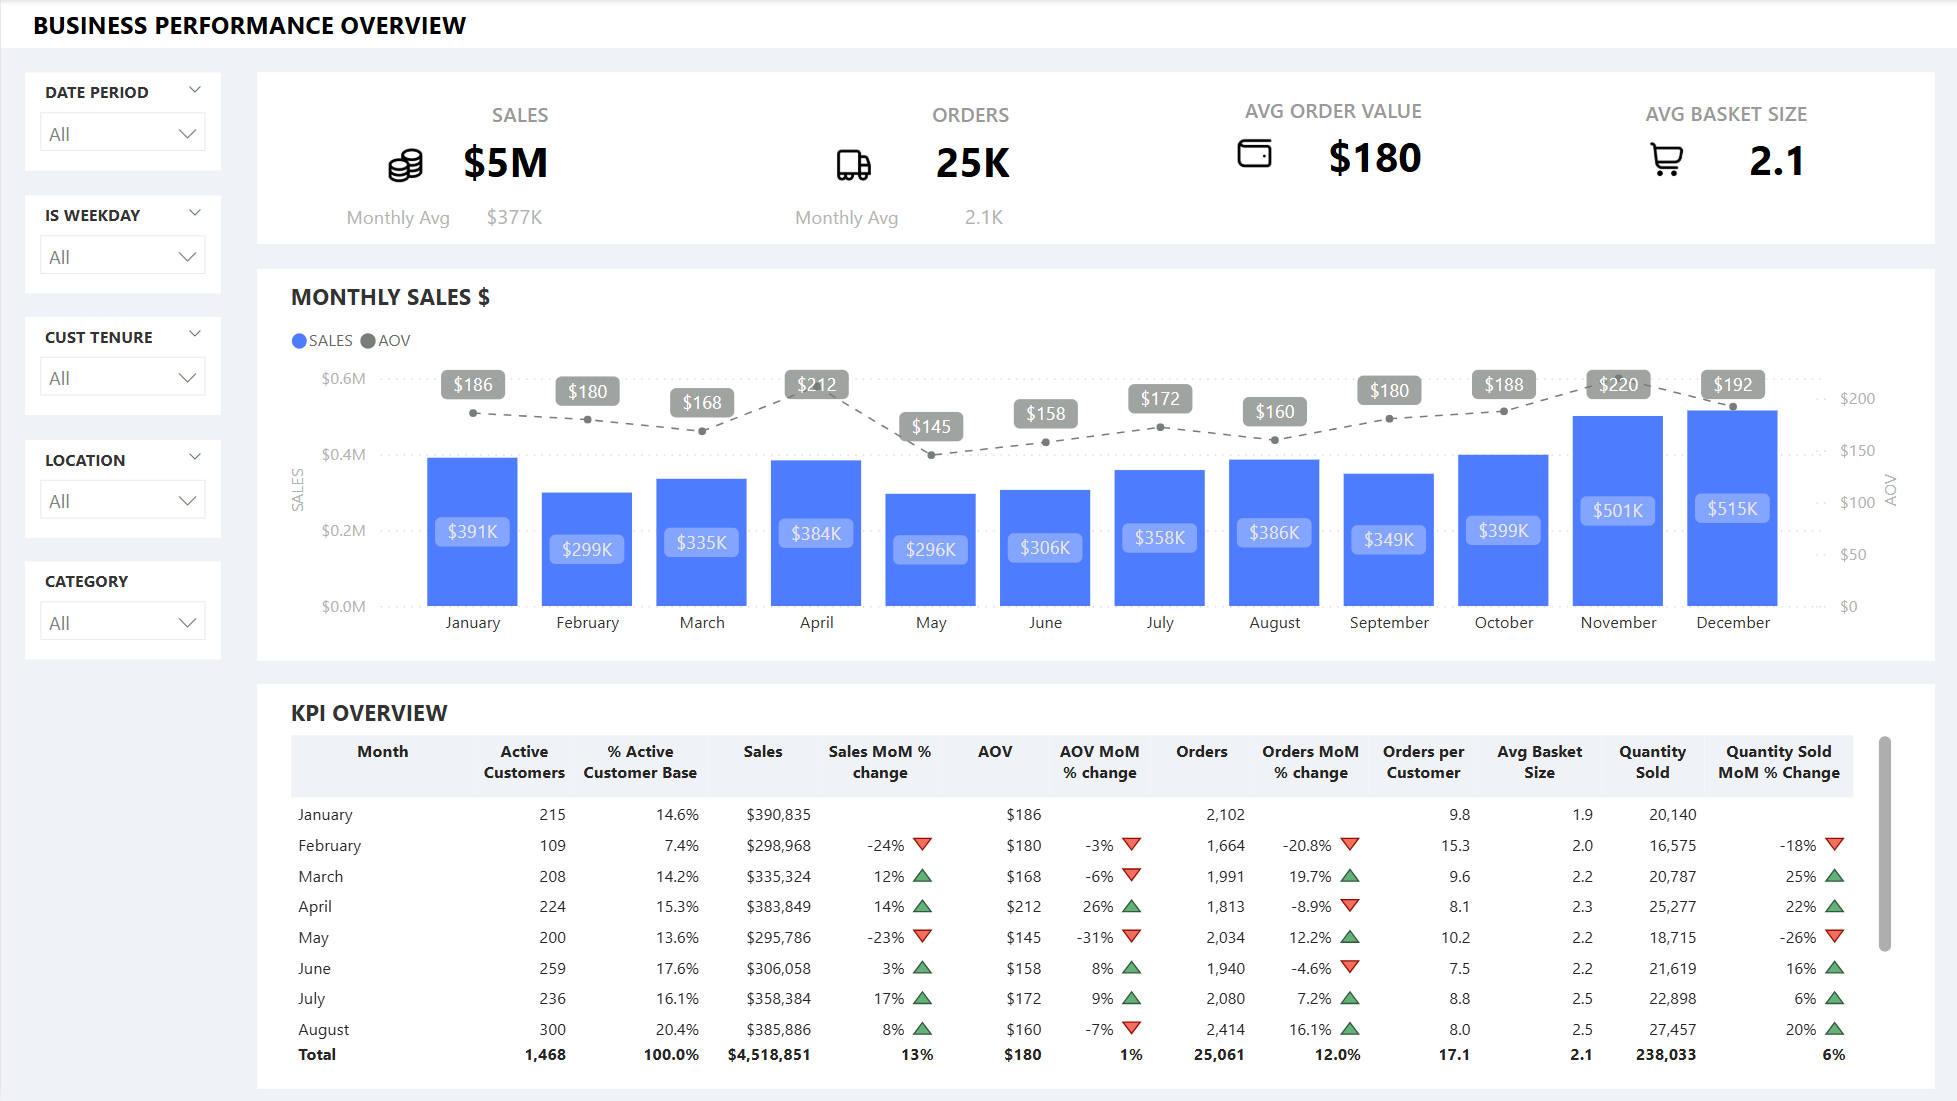 BUSINESS PERFORMANCE OVERVIEW
DATE PERIOD
All
IS WEEKDAY
All
CUST TENURE
All
LOCATION
All
CATEGORY
All
SALES
$5M
Monthly Avg $377K
ORDERS
25K
Monthly Avg 2.1K
AVG ORDER VALUE
$180
AVG BASKET SIZE
2.1
MONTHLY SALES $
SALES AOV
$0.6M
$0.4M
$0.2M
$0.0M
SALES
$186 $180 $168 $212 $145 $158 $172 $160 $180 $188 $220 $192
$391K $299K $335K $384K $296K $306K $358K $386K $349K $399K $501K $515K
January February March April May June July August September October November December
$200
$150
$100
$50
$0
AOV
KPI OVERVIEW
Month Active Customers % Active Customer Base Sales Sales MoM % change AOV AOV MoM % change Orders Orders MoM % change Orders per Customer Avg Basket Size Quantity Sold Quantity Sold MoM % Change
January 215 14.6% $390,835 $186 2,102 9.8 1.9 20,140
February 109 7.4% $298,968 -24% $180 -3% 1,664 -20.8% 15.3 2.0 16,575 -18%
March 208 14.2% $335,324 12% $168 -6% 1,991 19.7% 9.6 2.2 20,787 25%
April 224 15.3% $383,849 14% $212 26% 1,813 -8.9% 8.1 2.3 25,277 22%
May 200 13.6% $295,786 -23% $145 -31% 2,034 12.2% 10.2 2.2 18,715 -26%
June 259 17.6% $306,058 3% $158 8% 1,940 -4.6% 7.5 2.2 21,619 16%
July 236 16.1% $358,384 17% $172 9% 2,080 7.2% 8.8 2.5 22,898 6%
August 300 20.4% $385,886 8% $160 -7% 2,414 16.1% 8.0 2.5 27,457 20%
Total 1,468 100.0% $4,518,851 13% $180 1% 25,061 12.0% 17.1 2.1 238,033 6%